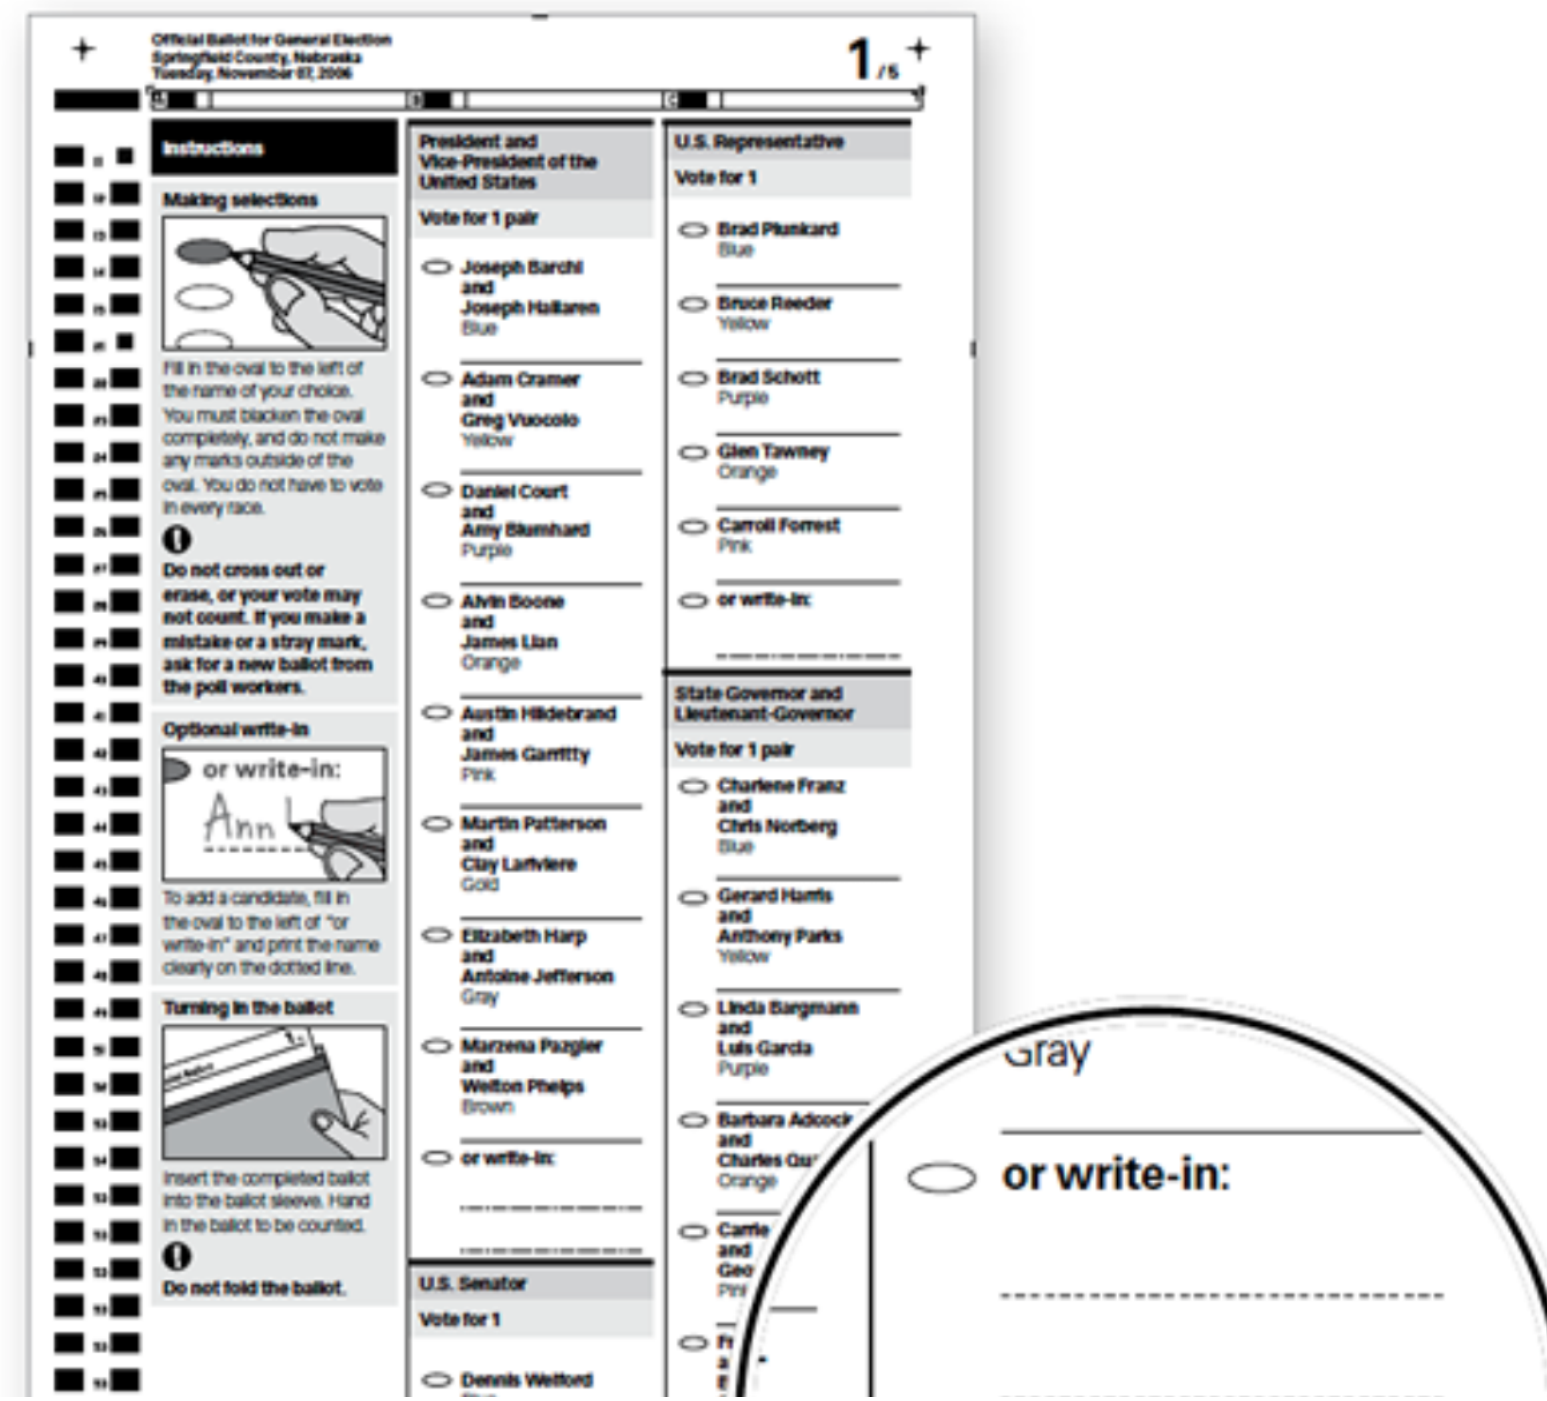 Official Ballot for General Election
Springfield County, Nebraska
Tuesday, November 07, 2006
1 / 5
A
B
C
Instructions
Making selections
Fill in the oval to the left of
the name of your choice.
You must blacken the oval
completely, and do not make
any marks outside of the
oval. You do not have to vote
in every race.
Do not cross out or
erase, or your vote may
not count. If you make a
mistake or a stray mark,
ask for a new ballot from
the poll workers.
Optional write-in
or write-in:
Ann
To add a candidate, fill in
the oval to the left of "or
write-in" and print the name
clearly on the dotted line.
Turning in the ballot
Insert the completed ballot
into the ballot sleeve. Hand
in the ballot to be counted.
Do not fold the ballot.
President and
Vice-President of the
United States
Vote for 1 pair
Joseph Barchi
and
Joseph Hallaren
Blue
Adam Cramer
and
Greg Vuocolo
Yellow
Daniel Court
and
Amy Blumhard
Purple
Alvin Boone
and
James Lian
Orange
Austin Hildebrand
and
James Garritty
Pink
Martin Patterson
and
Clay Lariviere
Gold
Elizabeth Harp
and
Antoine Jefferson
Gray
Marzena Pazgier
and
Welton Phelps
Brown
or write-in:
U.S. Senator
Vote for 1
Dennis Weiford
U.S. Representative
Vote for 1
Brad Plunkard
Blue
Bruce Reeder
Yellow
Brad Schott
Purple
Glen Tawney
Orange
Carroll Forrest
Pink
or write-in:
State Governor and
Lieutenant-Governor
Vote for 1 pair
Charlene Franz
and
Chris Norberg
Blue
Gerard Harris
and
Anthony Parks
Yellow
Linda Bargmann
and
Luis Garcia
Purple
Barbara Adcock
and
Charles Qu
Orange
Carrie
and
Geo
Pin
Gray
or write-in: